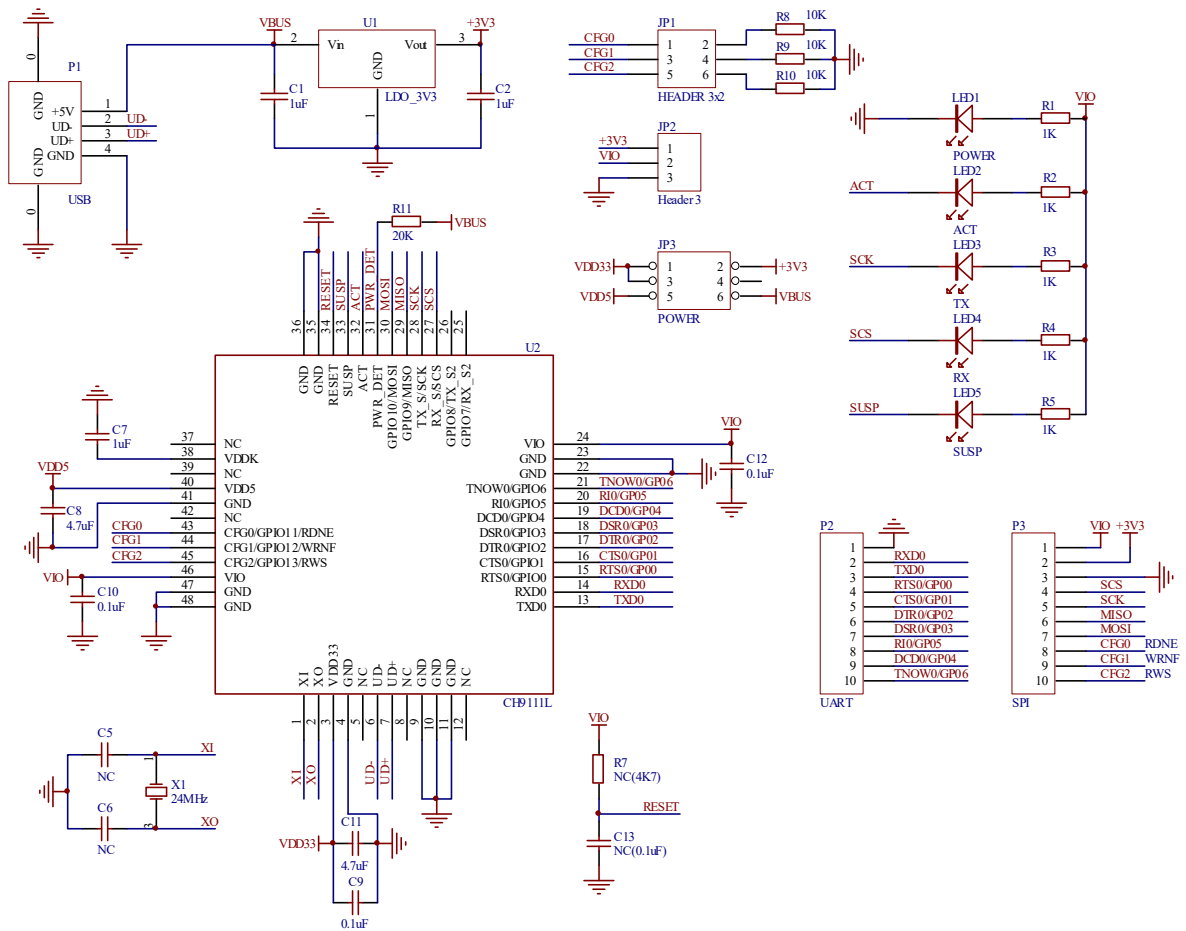 P1
0
GND
+5V
UD-
UD+
GND
GND
1
2
3
4
UD-
UD+
0
USB
VBUS
2
U1
Vin
Vout
GND
LDO_3V3
1
3
+3V3
C1
1uF
C2
1uF
JP1
CFG0
CFG1
CFG2
1 2
3 4
5 6
HEADER 3x2
R8 10K
R9 10K
R10 10K
JP2
+3V3
VIO
1
2
3
Header 3
JP3
VDD33
VDD5
1 2
3 4
5 6
+3V3
VBUS
POWER
VIO
LED1
POWER
R1
1K
ACT
LED2
ACT
R2
1K
SCK
LED3
TX
R3
1K
SCS
LED4
RX
R4
1K
SUSP
LED5
SUSP
R5
1K
R11
20K
VBUS
RESET
SUSP
ACT
PWR_DET
MOSI
MISO
SCK
SCS
36
35
34
33
32
31
30
29
28
27
26
25
U2
GND
GND
RESET
SUSP
ACT
PWR_DET
GPIO10/MOSI
GPIO9/MISO
TX_S/SCK
RX_S/SCS
GPIO8/TX_S2
GPIO7/RX_S2
C7
1uF
VDD5
C8
4.7uF
CFG0
CFG1
CFG2
VIO
C10
0.1uF
37 NC
38 VDDK
39 NC
40 VDD5
41 GND
42 NC
43 CFG0/GPIO11/RDNE
44 CFG1/GPIO12/WRNF
45 CFG2/GPIO13/RWS
46 VIO
47 GND
48 GND
VIO 24
GND 23
GND 22
TNOW0/GPIO6 21 TNOW0/GP06
RI0/GPIO5 20 RI0/GP05
DCD0/GPIO4 19 DCD0/GP04
DSR0/GPIO3 18 DSR0/GP03
DTR0/GPIO2 17 DTR0/GP02
CTS0/GPIO1 16 CTS0/GP01
RTS0/GPIO0 15 RTS0/GP00
RXD0 14 RXD0
TXD0 13 TXD0
VIO
C12
0.1uF
XI
XO
VDD33
GND
NC
UD-
UD+
NC
GND
GND
GND
NC
CH9111L
1
2
3
4
5
6
7
8
9
10
11
12
XI
XO
UD-
UD+
VDD33
C11
4.7uF
C9
0.1uF
C5
NC
XI
1
X1
24MHz
C6
NC
3
XO
VIO
R7
NC(4K7)
RESET
C13
NC(0.1uF)
P2
1
2 RXD0
3 TXD0
4 RTS0/GP00
5 CTS0/GP01
6 DTR0/GP02
7 DSR0/GP03
8 RI0/GP05
9 DCD0/GP04
10 TNOW0/GP06
UART
P3
VIO +3V3
1
2
3
4 SCS
5 SCK
6 MISO
7 MOSI
8 CFG0 RDNE
9 CFG1 WRNF
10 CFG2 RWS
SPI